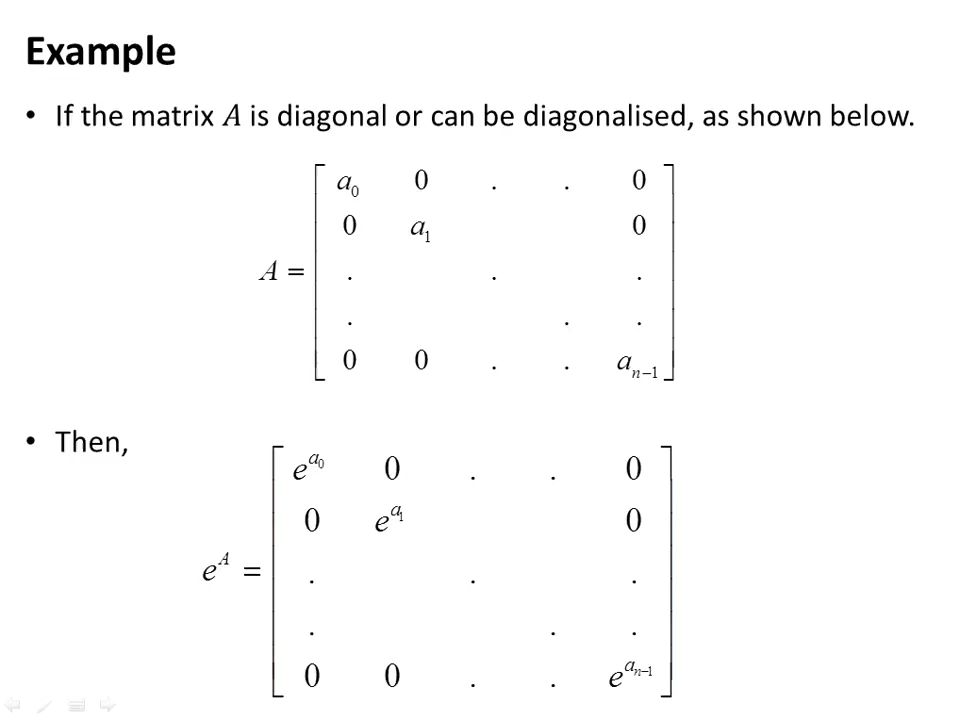 Example
• If the matrix A is diagonal or can be diagonalised, as shown below.
A = [ a₀ 0 . . 0
0 a₁ 0
. . .
. . .
0 0 . . aₙ₋₁ ]
• Then,
e^A = [ e^a₀ 0 . . 0
0 e^a₁ 0
. . .
. . .
0 0 . . e^aₙ₋₁ ]